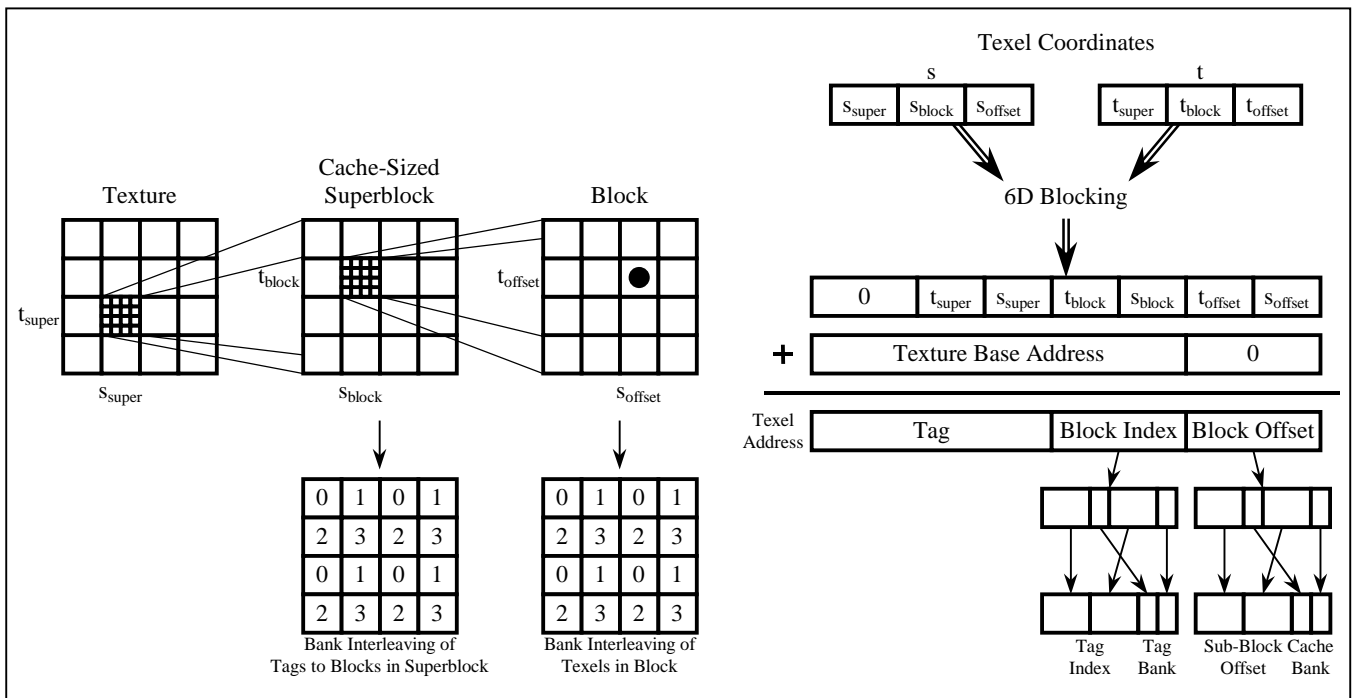 Texture
Cache-Sized
Superblock
Block
t_super
s_super
t_block
s_block
t_offset
s_offset
0 1 0 1
2 3 2 3
0 1 0 1
2 3 2 3
Bank Interleaving of
Tags to Blocks in Superblock
0 1 0 1
2 3 2 3
0 1 0 1
2 3 2 3
Bank Interleaving of
Texels in Block
Texel Coordinates
s t
s_super s_block s_offset t_super t_block t_offset
6D Blocking
0 t_super s_super t_block s_block t_offset s_offset
+ Texture Base Address 0
Texel
Address
Tag Block Index Block Offset
Tag
Index
Tag
Bank
Sub-Block
Offset
Cache
Bank